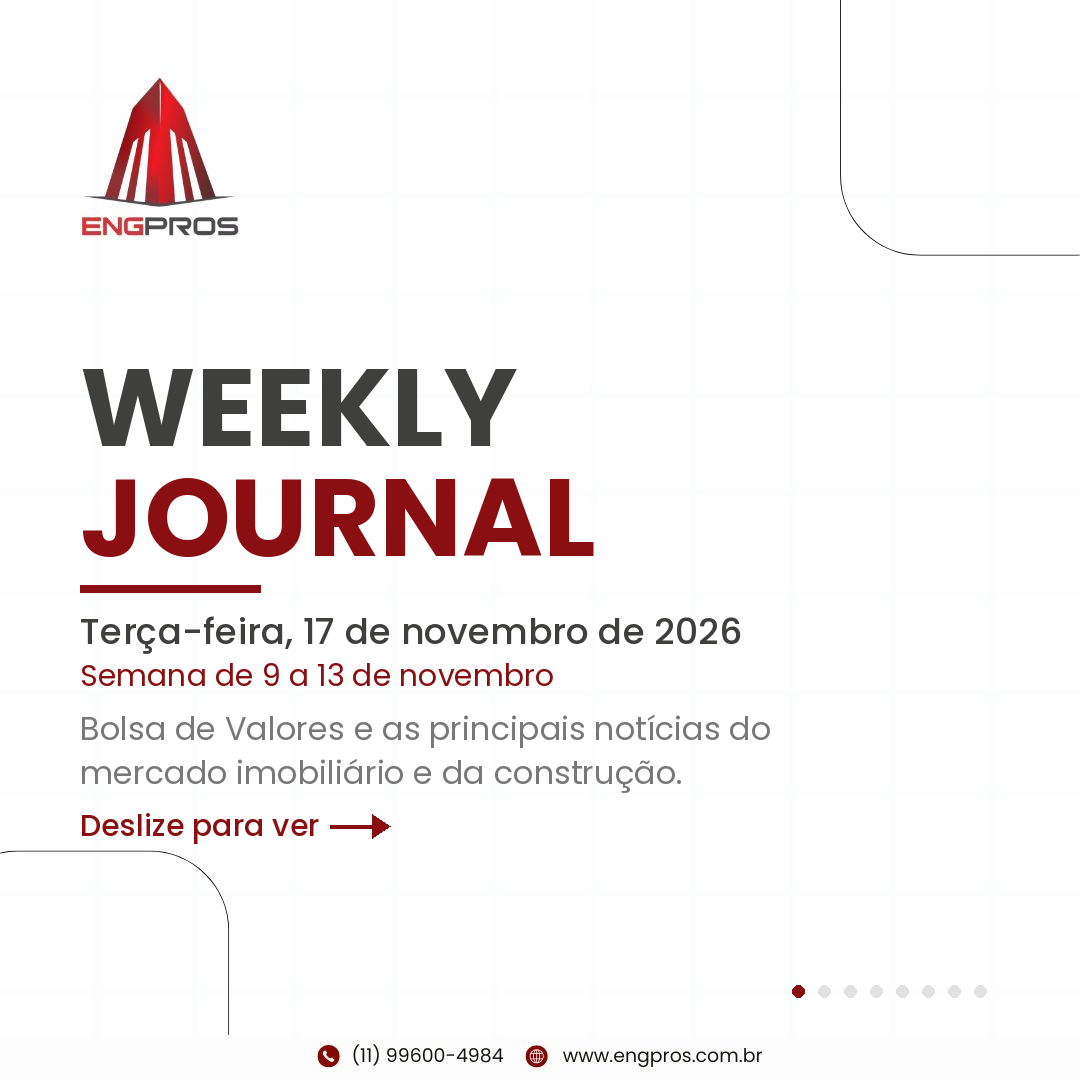 ENGPROS
WEEKLY
JOURNAL
Terça-feira, 17 de novembro de 2026
Semana de 9 a 13 de novembro
Bolsa de Valores e as principais notícias do
mercado imobiliário e da construção.
Deslize para ver
(11) 99600-4984 www.engpros.com.br